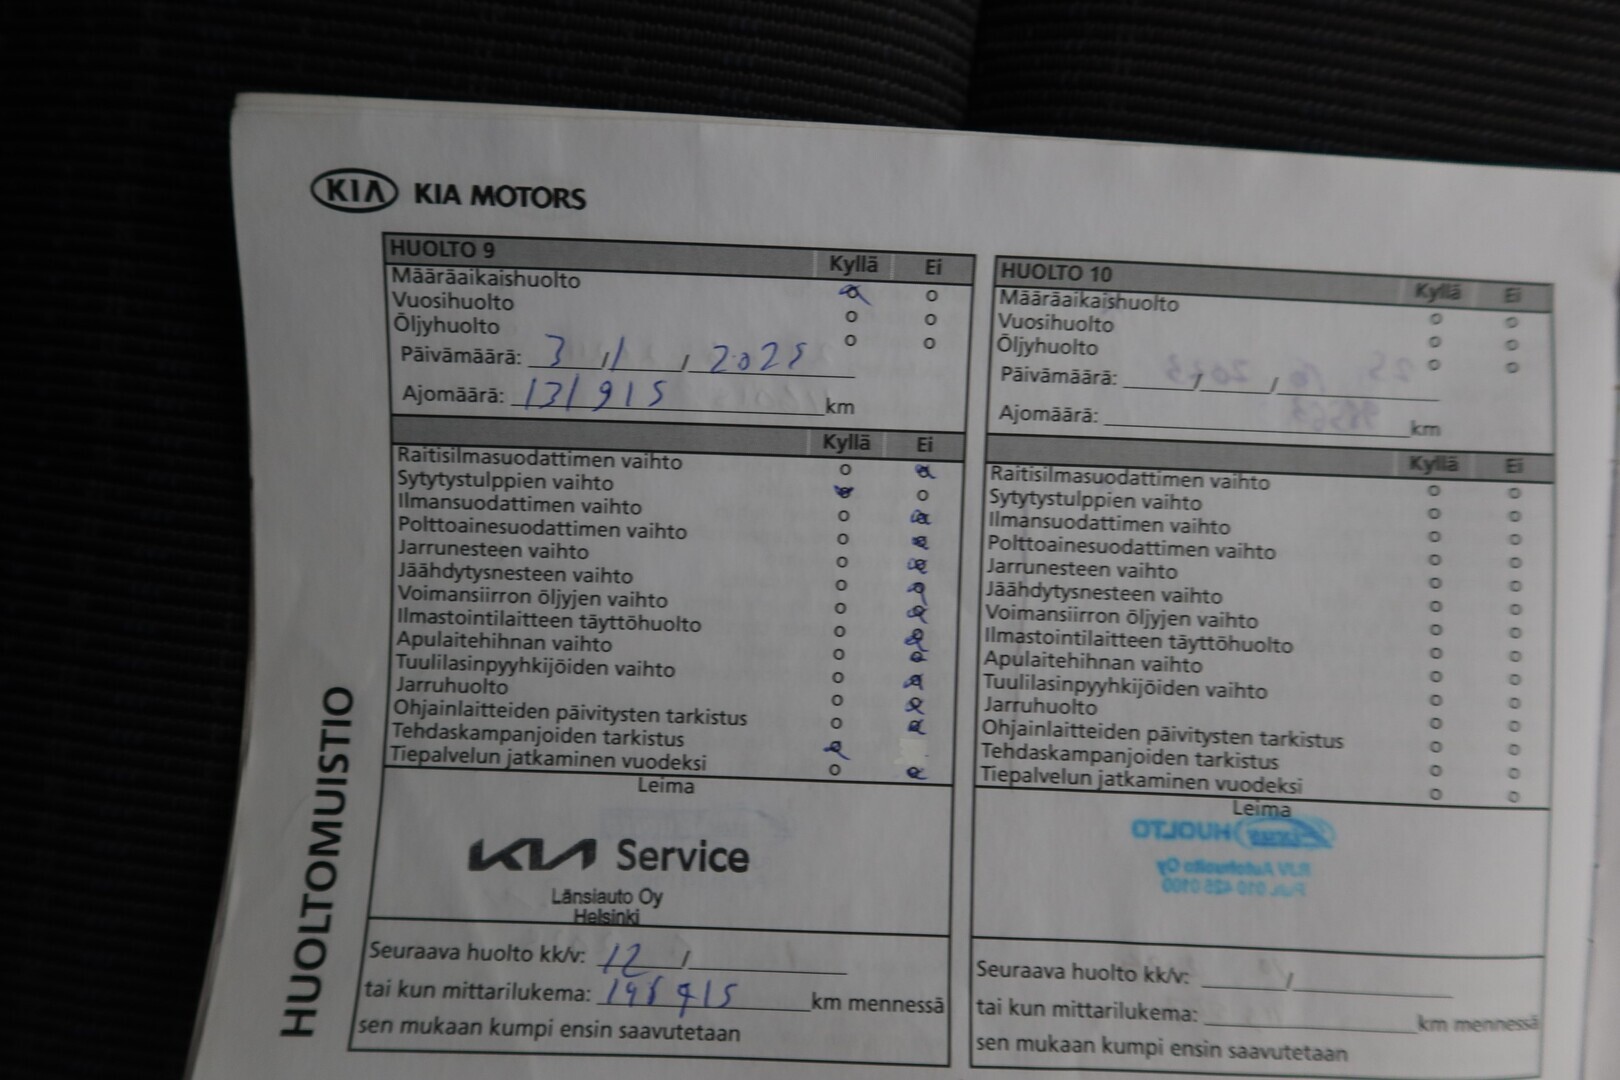 KIA KIA MOTORS
HUOLTOMUISTIO
HUOLTO 9 Kyllä Ei
Määräaikaishuolto
Vuosihuolto
Öljyhuolto
Päivämäärä: 3 / 1 / 2025
Ajomäärä: 131915 km
Kyllä Ei
Raitisilmasuodattimen vaihto
Sytytystulppien vaihto
Ilmansuodattimen vaihto
Polttoainesuodattimen vaihto
Jarrunesteen vaihto
Jäähdytysnesteen vaihto
Voimansiirron öljyjen vaihto
Ilmastointilaitteen täyttöhuolto
Apulaitehihnan vaihto
Tuulilasinpyyhkijöiden vaihto
Jarruhuolto
Ohjainlaitteiden päivitysten tarkistus
Tehdaskampanjoiden tarkistus
Tiepalvelun jatkaminen vuodeksi
Leima
KIA Service
Länsiauto Oy
Helsinki
Seuraava huolto kk/v: 12 /
tai kun mittarilukema: km mennessä
sen mukaan kumpi ensin saavutetaan
HUOLTO 10 Kyllä Ei
Määräaikaishuolto
Vuosihuolto
Öljyhuolto
Päivämäärä: / /
Ajomäärä: km
Kyllä Ei
Raitisilmasuodattimen vaihto
Sytytystulppien vaihto
Ilmansuodattimen vaihto
Polttoainesuodattimen vaihto
Jarrunesteen vaihto
Jäähdytysnesteen vaihto
Voimansiirron öljyjen vaihto
Ilmastointilaitteen täyttöhuolto
Apulaitehihnan vaihto
Tuulilasinpyyhkijöiden vaihto
Jarruhuolto
Ohjainlaitteiden päivitysten tarkistus
Tehdaskampanjoiden tarkistus
Tiepalvelun jatkaminen vuodeksi
Leima
HUOLTO
Seuraava huolto kk/v: /
tai kun mittarilukema: km mennessä
sen mukaan kumpi ensin saavutetaan